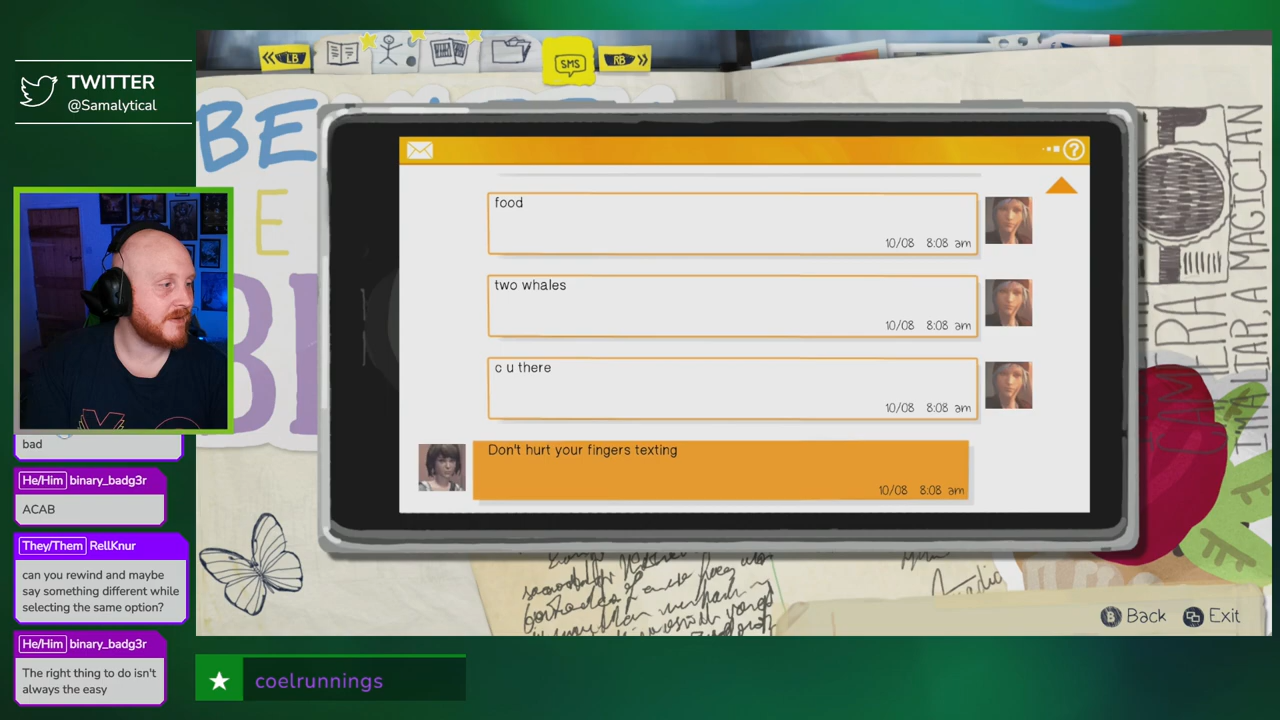 TWITTER
@Samalytical
bad
He/Him binary_badg3r
ACAB
They/Them RellKnur
can you rewind and maybe
say something different while
selecting the same option?
He/Him binary_badg3r
The right thing to do isn't
always the easy
LB
SMS
RB
BE
E
food
10/08 8:08 am
two whales
10/08 8:08 am
c u there
10/08 8:08 am
Don't hurt your fingers texting
10/08 8:08 am
?
MAGICIAN
B Back
Exit
coelrunnings